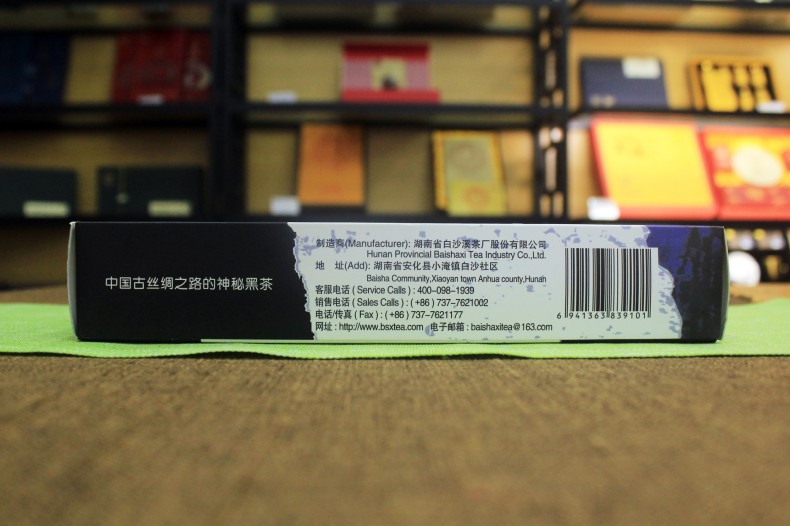 中国古丝绸之路的神秘黑茶
制造商(Manufacturer): 湖南省白沙溪茶厂股份有限公司
Hunan Provincial Baishaxi Tea Industry Co.,Ltd.
地 址(Add): 湖南省安化县小淹镇白沙社区
Baisha Community,Xiaoyan town Anhua county,Hunah
客服电话 ( Service Calls ) : 400-098-1939
销售电话 ( Sales Calls ) : ( +86 ) 737-7621002
电话/传真 ( Fax ) : ( +86 ) 737-7621177
网址 : http://www.bsxtea.com 电子邮箱 : baishaxitea@163.com
6 941363 839101